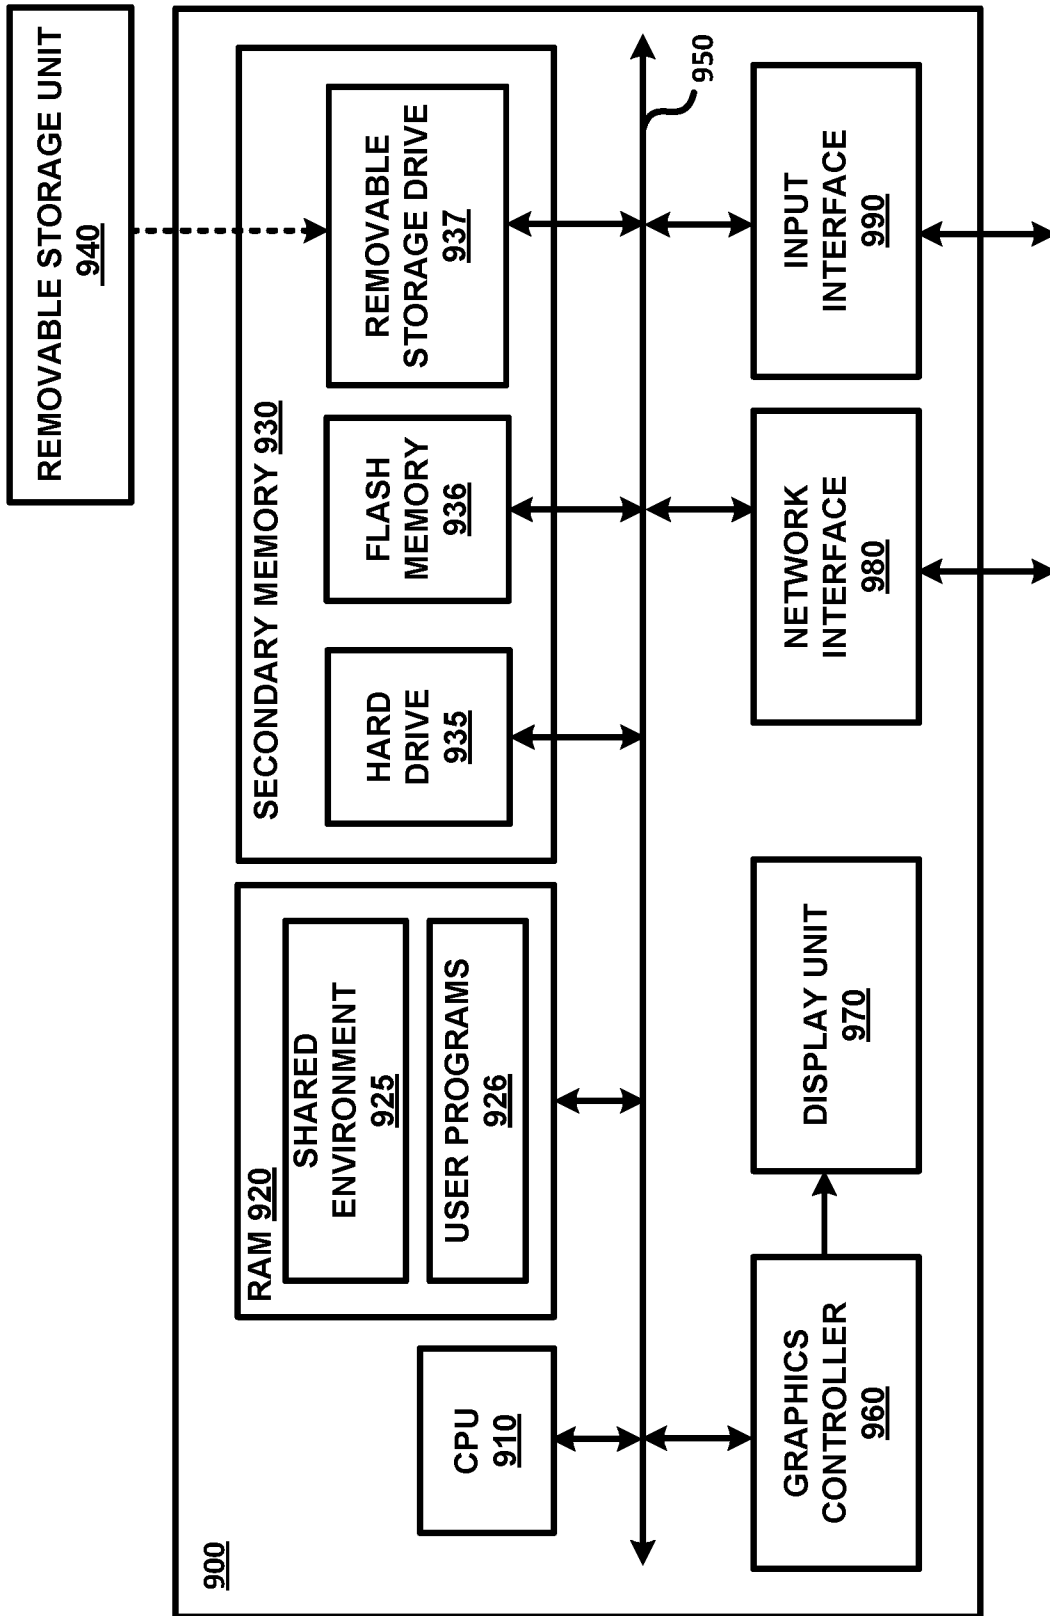 900
CPU
910
RAM 920
SHARED
ENVIRONMENT
925
USER PROGRAMS
926
SECONDARY MEMORY 930
HARD
DRIVE
935
FLASH
MEMORY
936
REMOVABLE
STORAGE DRIVE
937
REMOVABLE STORAGE UNIT
940
950
GRAPHICS
CONTROLLER
960
DISPLAY UNIT
970
NETWORK
INTERFACE
980
INPUT
INTERFACE
990